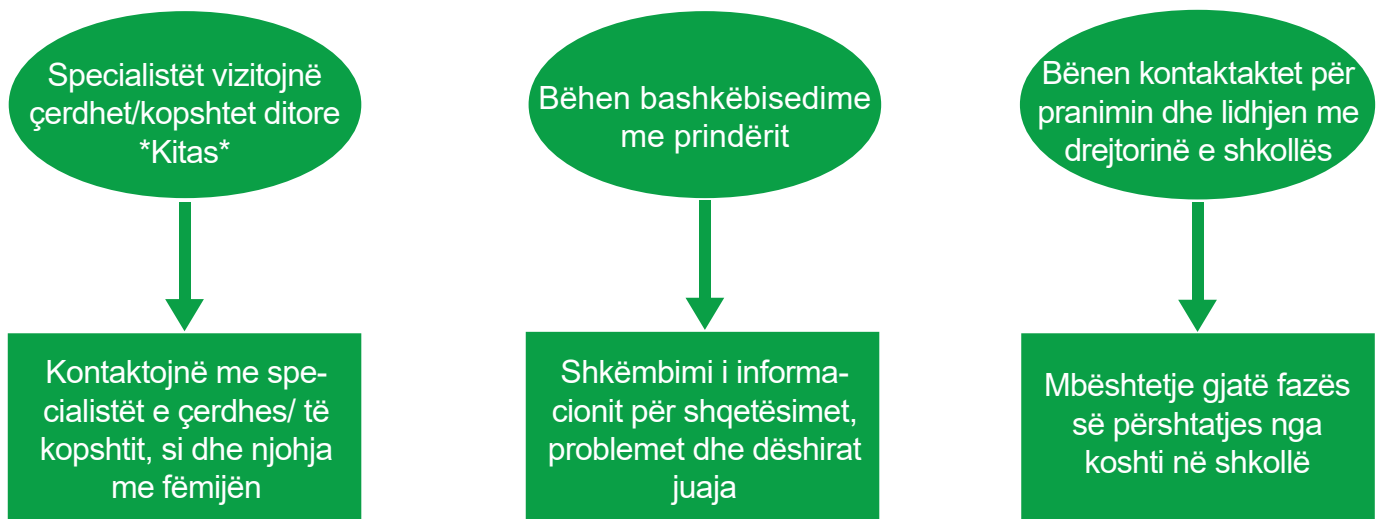 Specialistët vizitojnë
çerdhet/kopshtet ditore
*Kitas*
Kontaktojnë me spe-
cialistët e çerdhes/ të
kopshtit, si dhe njohja
me fëmijën
Bëhen bashkëbisedime
me prindërit
Shkëmbimi i informa-
cionit për shqetësimet,
problemet dhe dëshirat
juaja
Bënen kontaktaktet për
pranimin dhe lidhjen me
drejtorinë e shkollës
Mbështetje gjatë fazës
së përshtatjes nga
koshti në shkollë